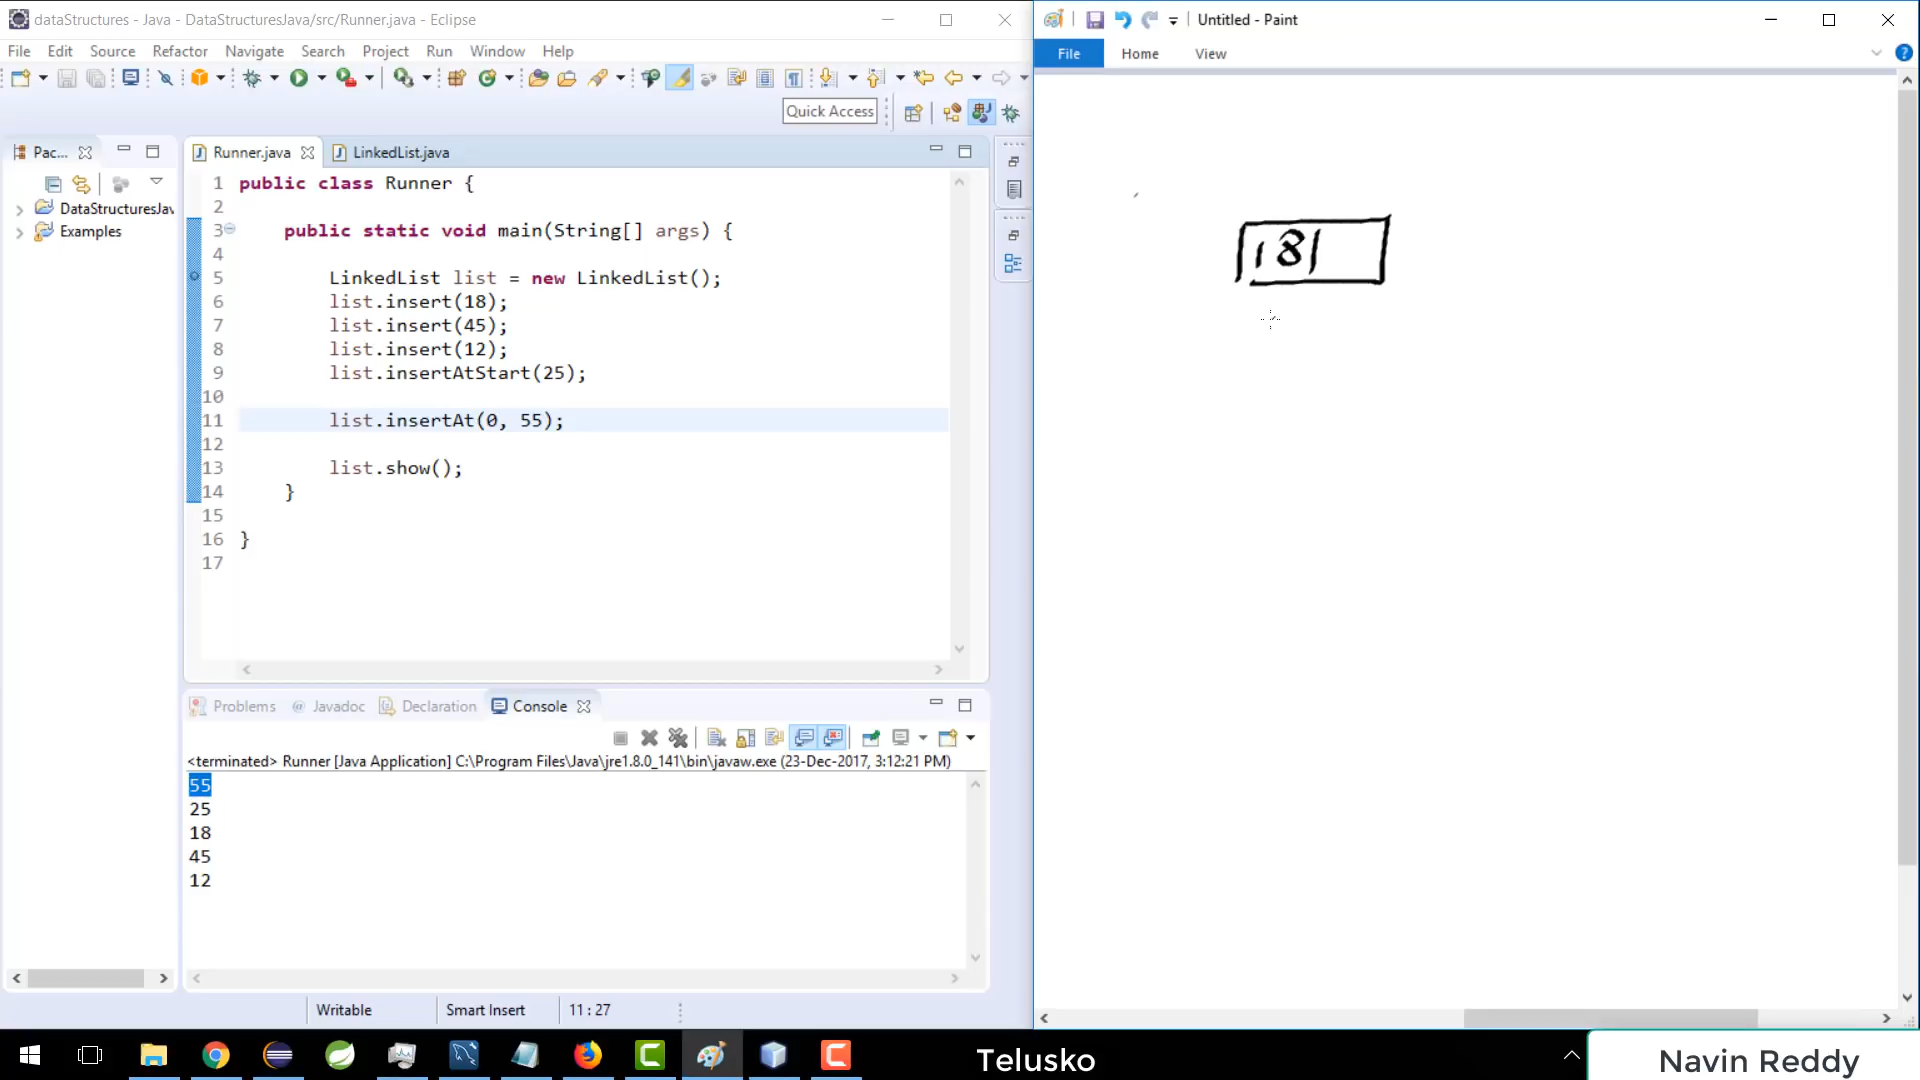 dataStructures - Java - DataStructuresJava/src/Runner.java - Eclipse
File Edit Source Refactor Navigate Search Project Run Window Help
Quick Access
Pac...
DataStructuresJav
Examples
Runner.java
LinkedList.java
1 public class Runner {
2
3 public static void main(String[] args) {
4
5 LinkedList list = new LinkedList();
6 list.insert(18);
7 list.insert(45);
8 list.insert(12);
9 list.insertAtStart(25);
10
11 list.insertAt(0, 55);
12
13 list.show();
14 }
15
16 }
17
Problems @ Javadoc Declaration Console
<terminated> Runner [Java Application] C:\Program Files\Java\jre1.8.0_141\bin\javaw.exe (23-Dec-2017, 3:12:21 PM)
55
25
18
45
12
Writable Smart Insert 11 : 27
Untitled - Paint
File Home View
18
Telusko
Navin Reddy